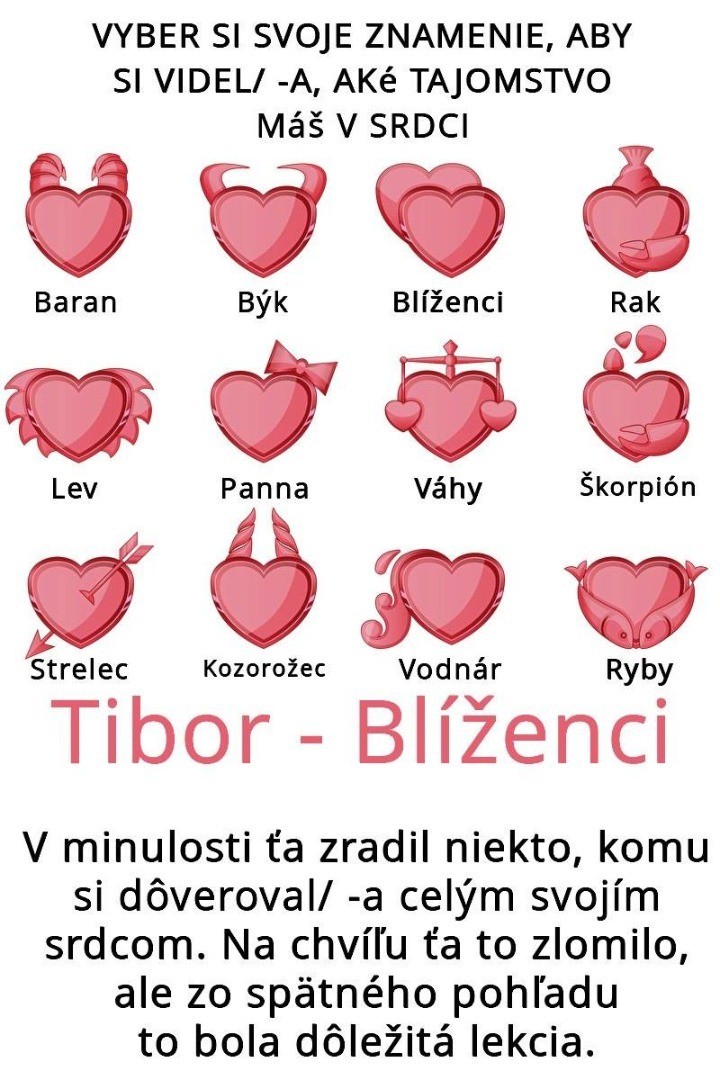 VYBER SI SVOJE ZNAMENIE, ABY
SI VIDEL/ -A, AKé TAJOMSTVO
Máš V SRDCI
Baran Býk Blíženci Rak
Lev Panna Váhy Škorpión
Strelec Kozorožec Vodnár Ryby
Tibor - Blíženci
V minulosti ťa zradil niekto, komu
si dôveroval/ -a celým svojím
srdcom. Na chvíľu ťa to zlomilo,
ale zo spätného pohľadu
to bola dôležitá lekcia.